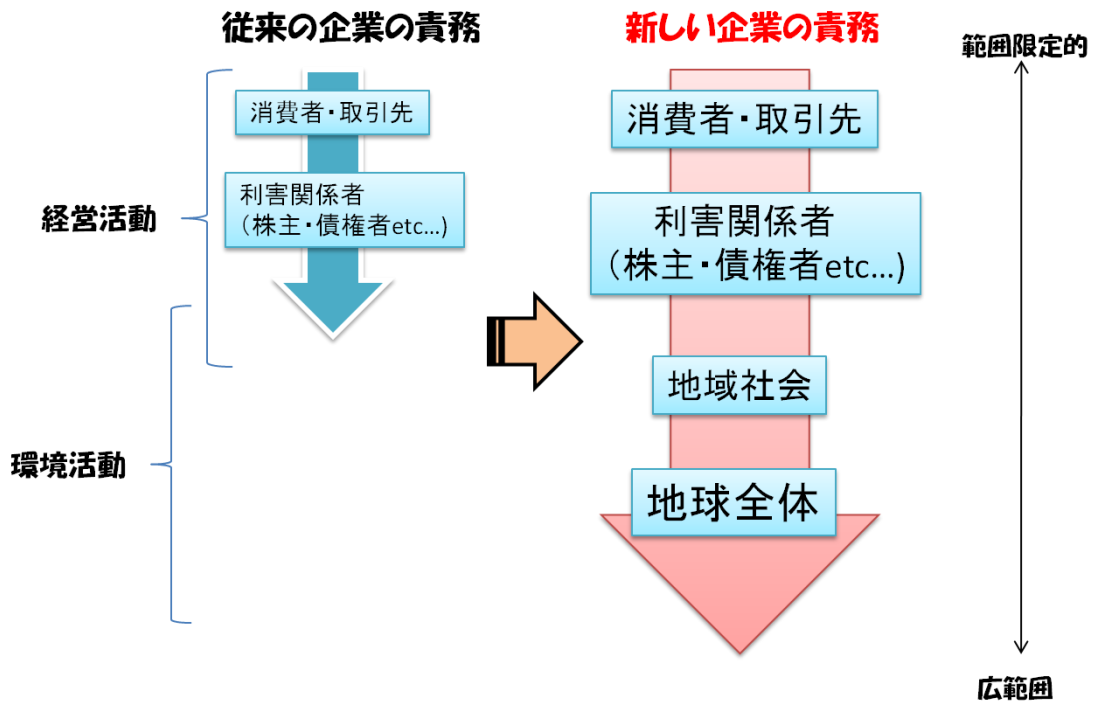 従来の企業の責務
新しい企業の責務
範囲限定的
消費者・取引先
消費者・取引先
経営活動
利害関係者
(株主・債権者etc...)
利害関係者
(株主・債権者etc...)
地域社会
環境活動
地球全体
広範囲